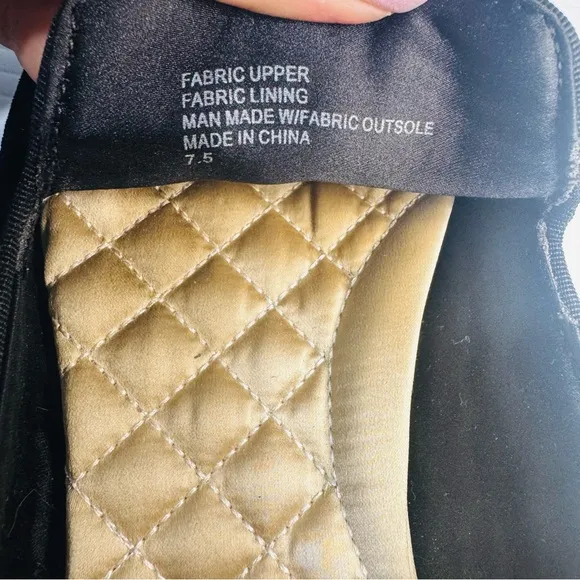 FABRIC UPPER
FABRIC LINING
MAN MADE W/FABRIC OUTSOLE
MADE IN CHINA
7.5